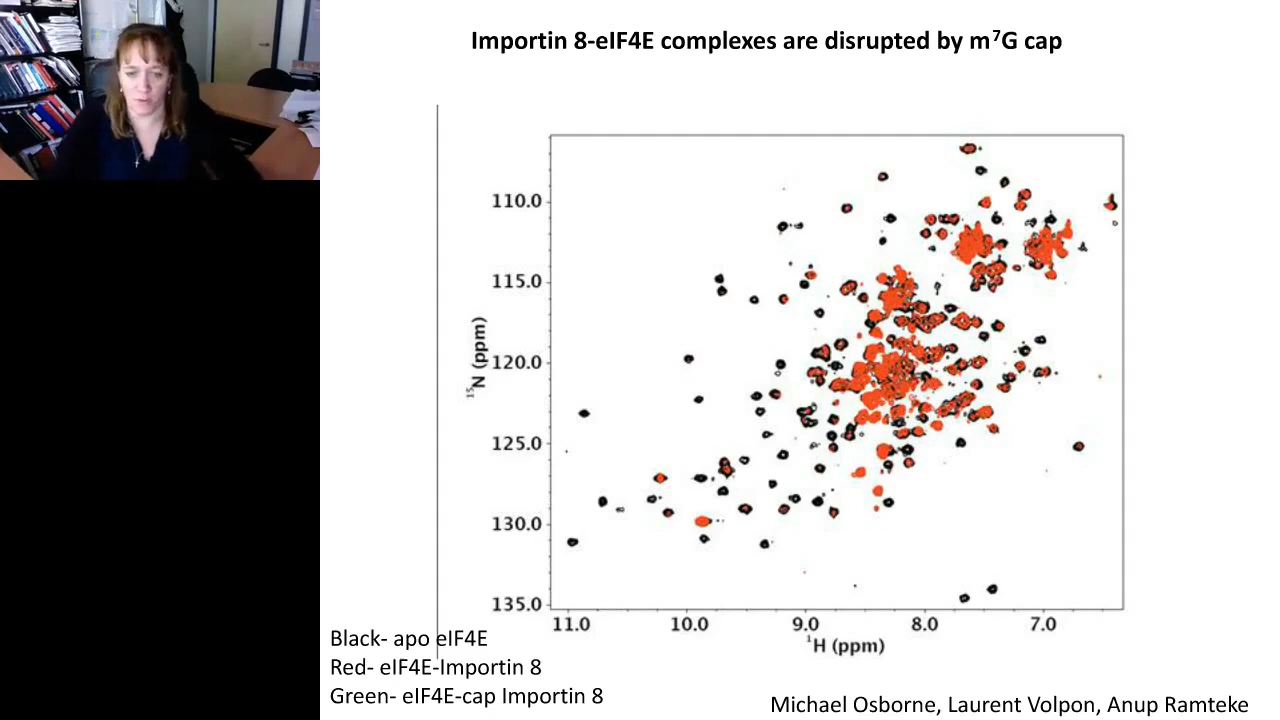 Importin 8-eIF4E complexes are disrupted by m⁷G cap
110.0
115.0
120.0
125.0
130.0
135.0
¹⁵N (ppm)
11.0 10.0 9.0 8.0 7.0
¹H (ppm)
Black- apo eIF4E
Red- eIF4E-Importin 8
Green- eIF4E-cap Importin 8
Michael Osborne, Laurent Volpon, Anup Ramteke